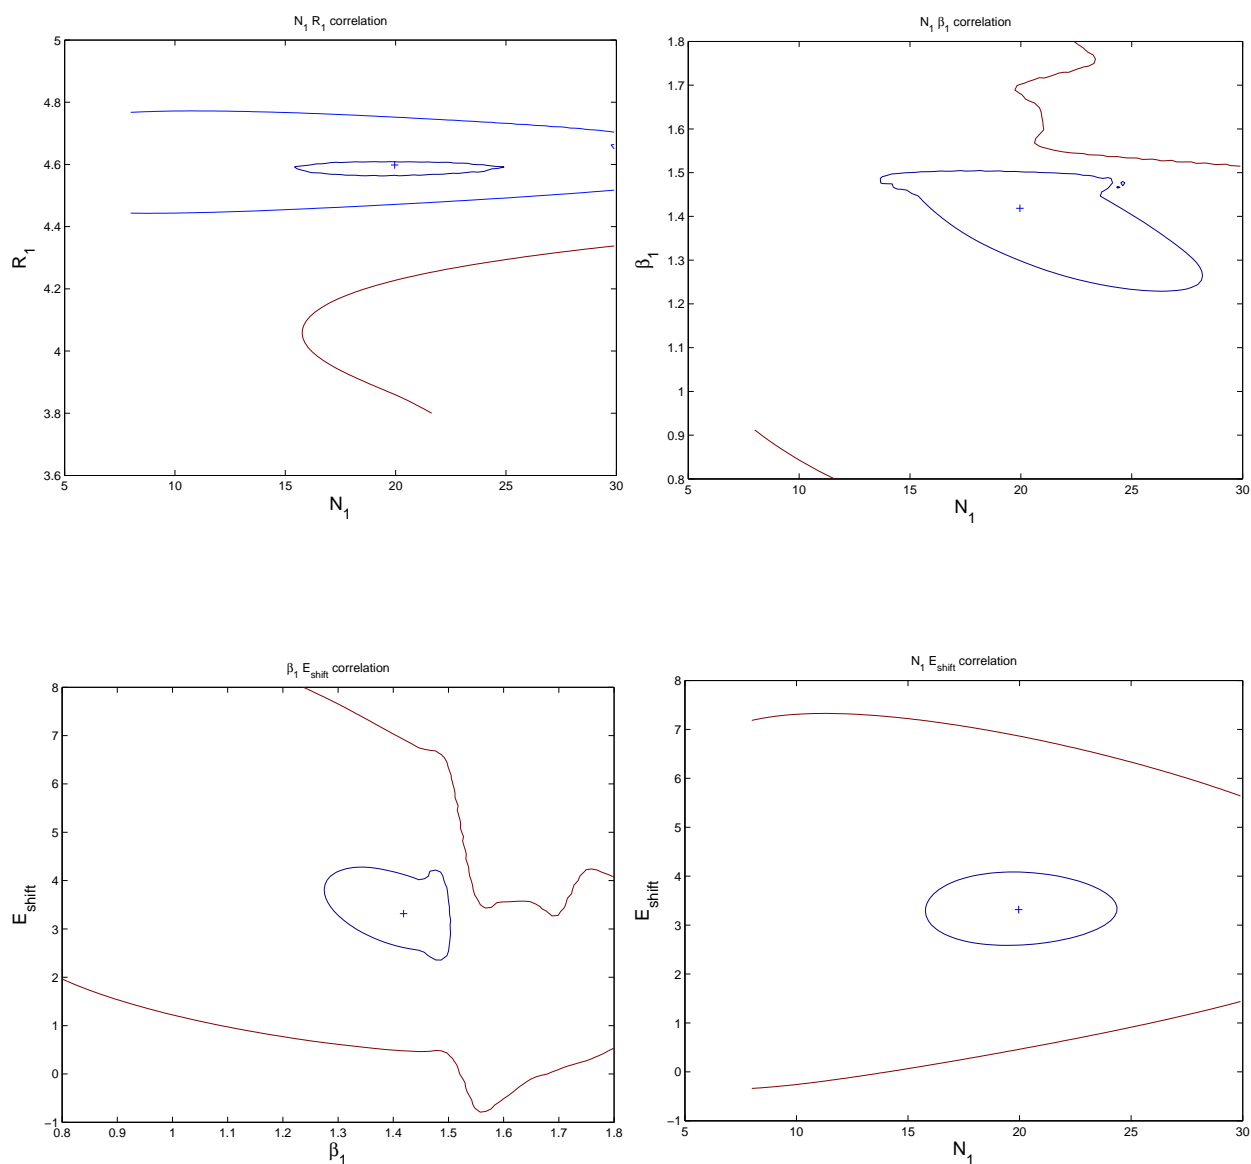 N1 R1 correlation
5
4.8
4.6
4.4
4.2
4
3.8
3.6
R1
5 10 15 20 25 30
N1
N1 β1 correlation
1.8
1.7
1.6
1.5
1.4
1.3
1.2
1.1
1
0.9
0.8
β1
5 10 15 20 25 30
N1
β1 Eshift correlation
8
7
6
5
4
3
2
1
0
−1
Eshift
0.8 0.9 1 1.1 1.2 1.3 1.4 1.5 1.6 1.7 1.8
β1
N1 Eshift correlation
8
7
6
5
4
3
2
1
0
−1
Eshift
5 10 15 20 25 30
N1